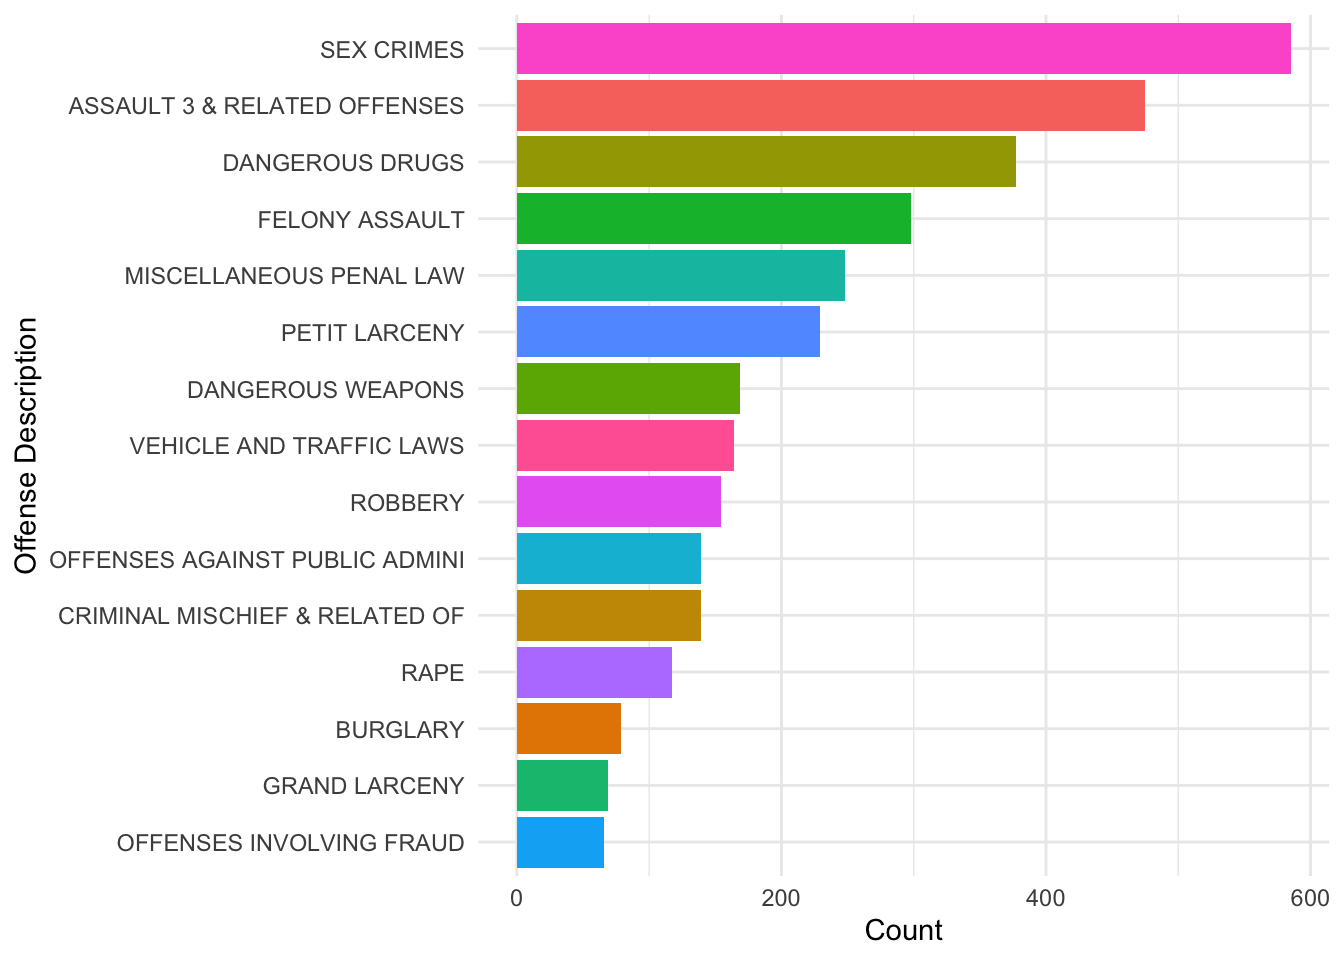 SEX CRIMES
ASSAULT 3 & RELATED OFFENSES
DANGEROUS DRUGS
FELONY ASSAULT
MISCELLANEOUS PENAL LAW
PETIT LARCENY
DANGEROUS WEAPONS
VEHICLE AND TRAFFIC LAWS
ROBBERY
OFFENSES AGAINST PUBLIC ADMINI
CRIMINAL MISCHIEF & RELATED OF
RAPE
BURGLARY
GRAND LARCENY
OFFENSES INVOLVING FRAUD
Offense Description
0 200 400 600
Count